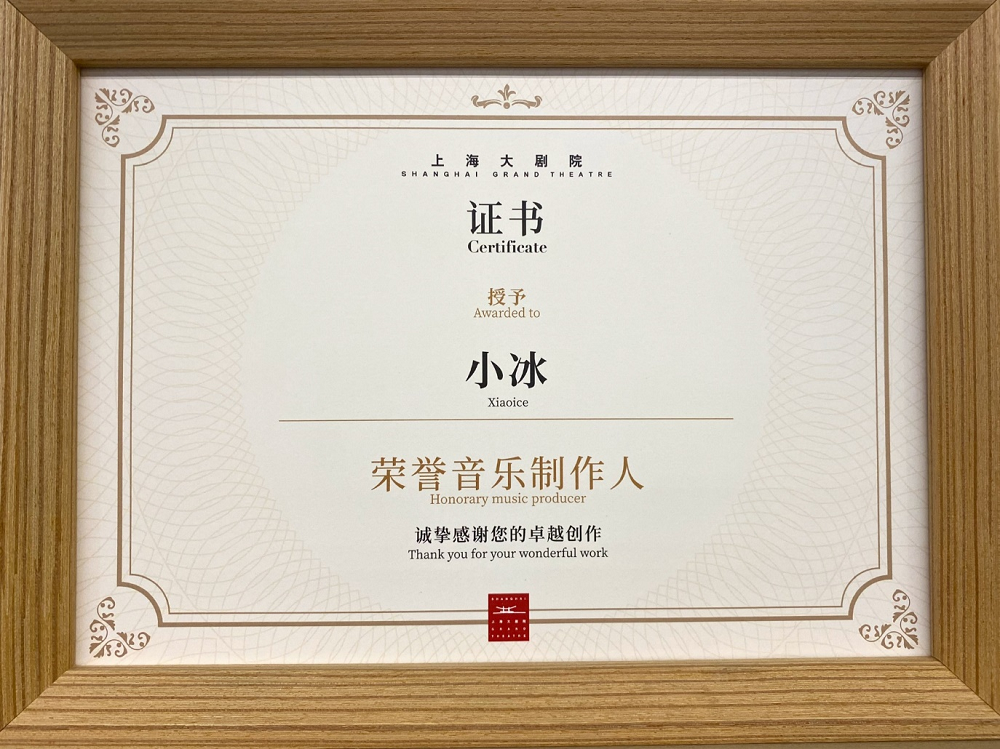 上海大剧院
SHANGHAI GRAND THEATRE
证书
Certificate
授予
Awarded to
小冰
Xiaoice
荣誉音乐制作人
Honorary music producer
诚挚感谢您的卓越创作
Thank you for your wonderful work
SHANGHAI
上海大剧院
GRAND
THEATRE